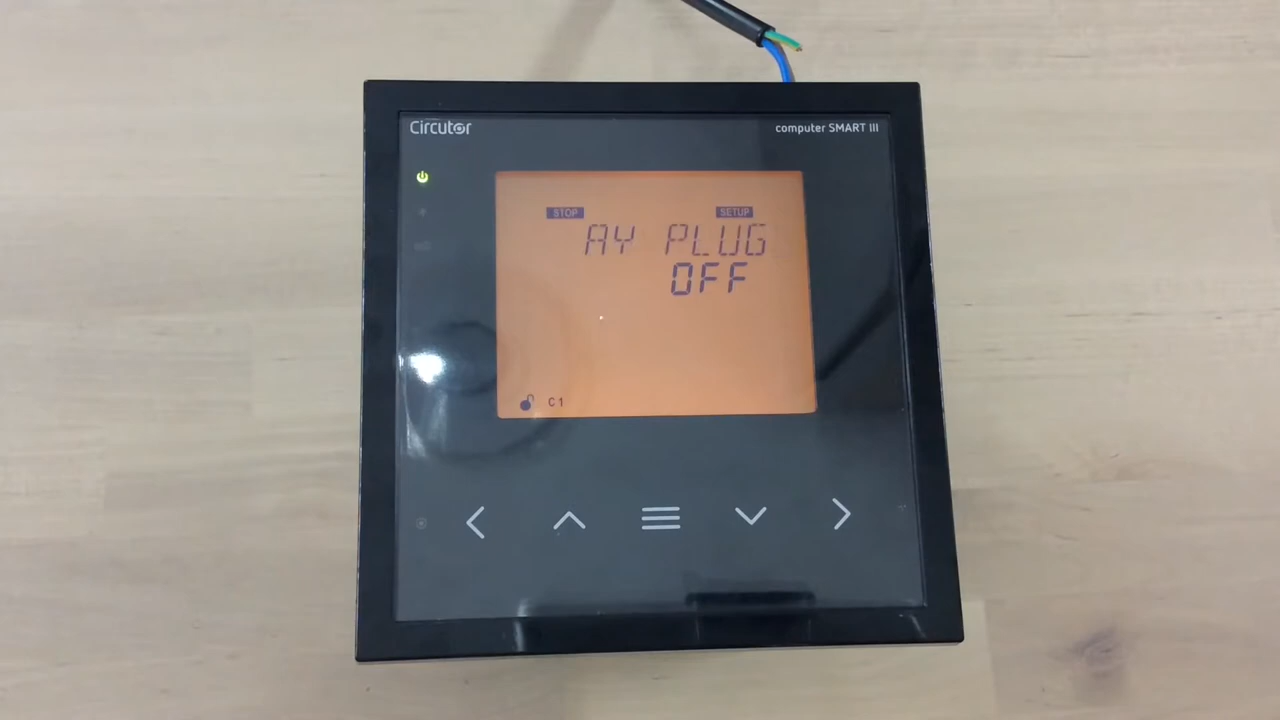 Circutor
computer SMART III
STOP
SETUP
AY PLUG
OFF
C1